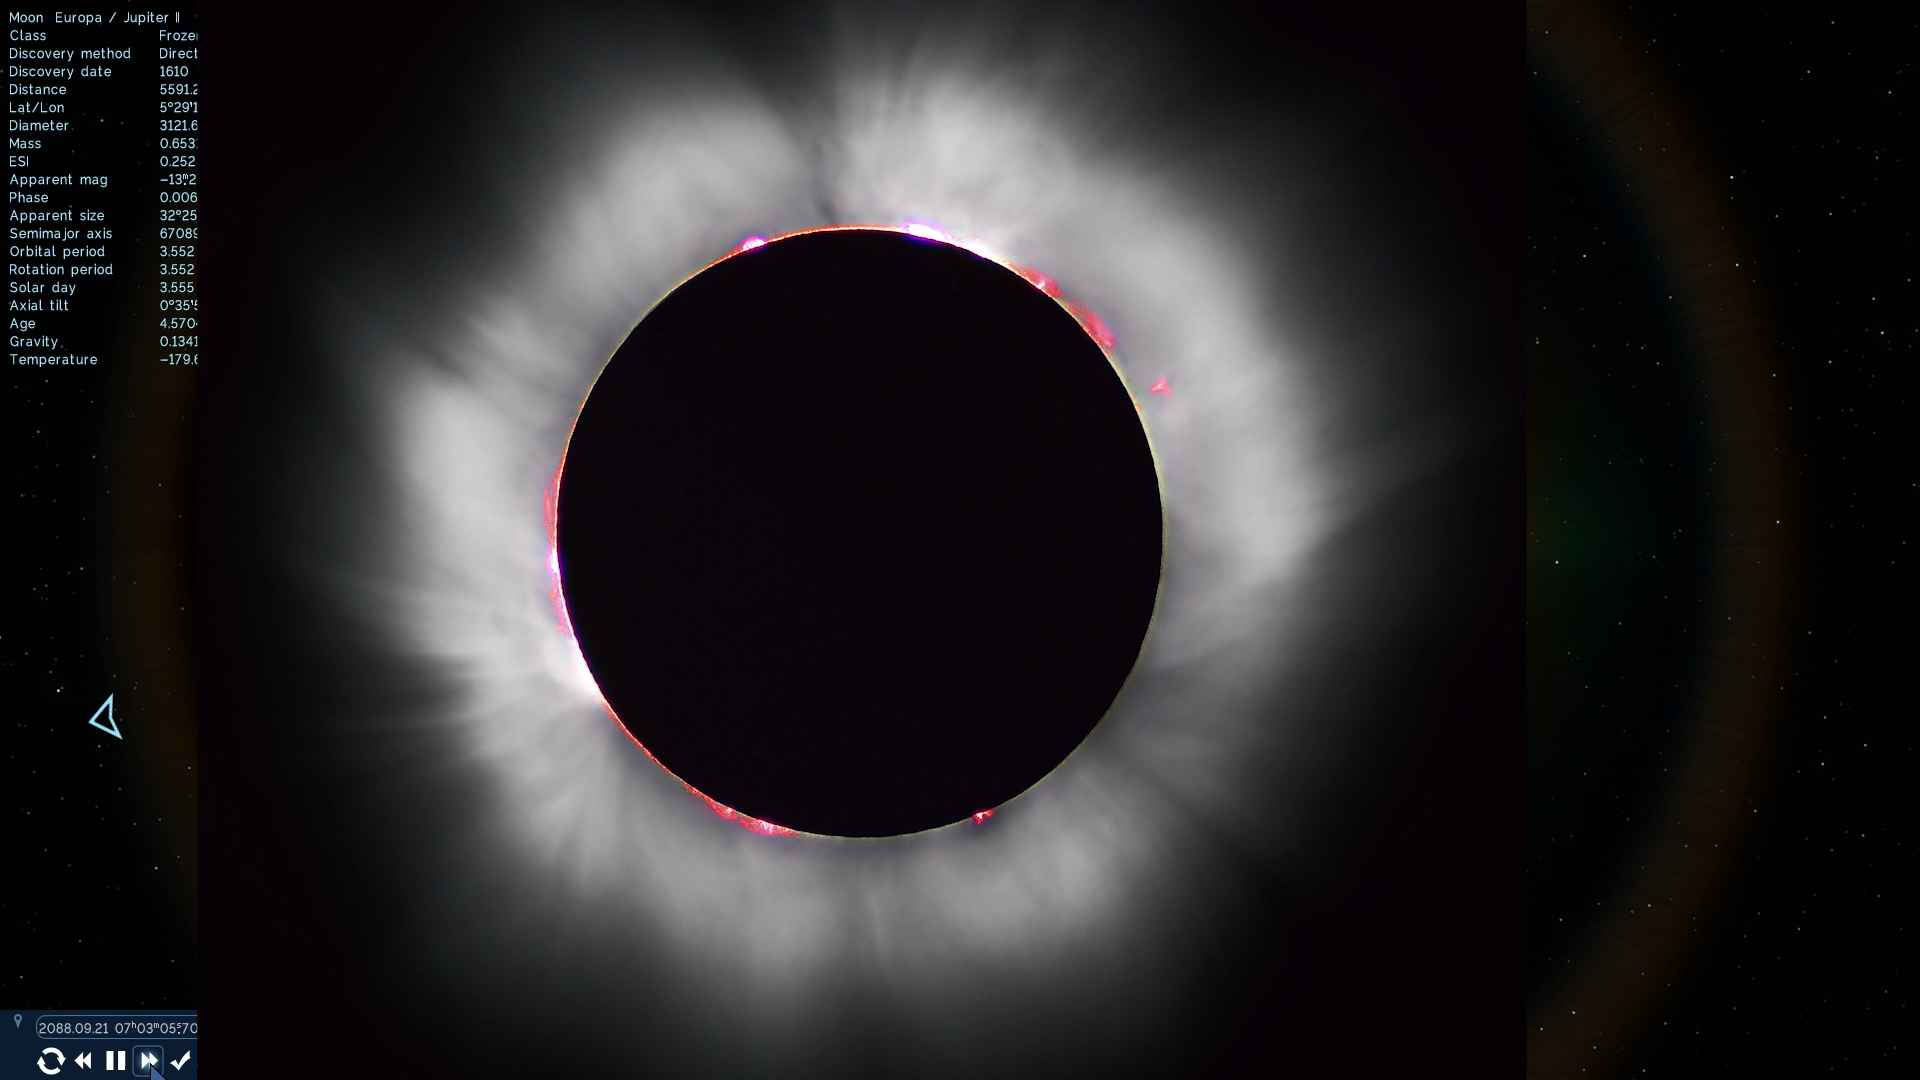 Moon Europa / Jupiter II
Class Frozen
Discovery method Direct
Discovery date 1610
Distance 5591.2
Lat/Lon 5°29'1
Diameter 3121.6
Mass 0.653
ESI 0.252
Apparent mag −13ᵐ2
Phase 0.006
Apparent size 32°25
Semimajor axis 67089
Orbital period 3.552
Rotation period 3.552
Solar day 3.555
Axial tilt 0°35'
Age 4.570
Gravity 0.1341
Temperature −179.6
2088.09.21 07ʰ03ᵐ05ˢ.70